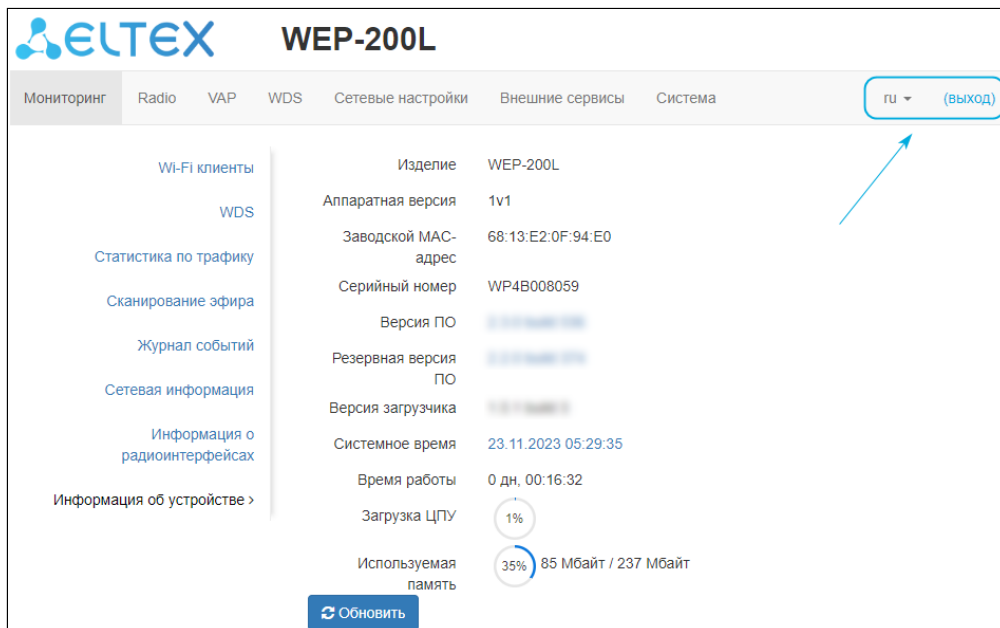 ELTEX WEP-200L
Мониторинг Radio VAP WDS Сетевые настройки Внешние сервисы Система ru (выход)
Wi-Fi клиенты
WDS
Статистика по трафику
Сканирование эфира
Журнал событий
Сетевая информация
Информация о
радиоинтерфейсах
Информация об устройстве >
Изделие WEP-200L
Аппаратная версия 1v1
Заводской MAC-
адрес 68:13:E2:0F:94:E0
Серийный номер WP4B008059
Версия ПО
Резервная версия
ПО
Версия загрузчика
Системное время 23.11.2023 05:29:35
Время работы 0 дн, 00:16:32
Загрузка ЦПУ 1%
Используемая
память 35% 85 Мбайт / 237 Мбайт
Обновить